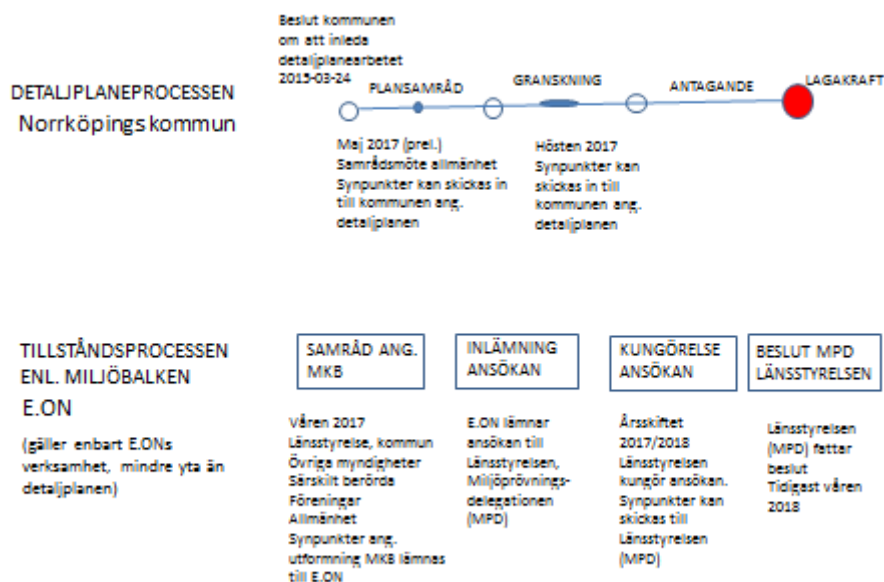 Beslut kommunen
om att inleda
detaljplanearbetet
2015-03-24
DETALJPLANEPROCESSEN
Norrköpings kommun
PLANSAMRÅD
GRANSKNING
ANTAGANDE
LAGAKRAFT
Maj 2017 (prel.)
Samrådsmöte allmänhet
Synpunkter kan skickas in
till kommunen ang.
detaljplanen
Hösten 2017
Synpunkter kan
skickas in till
kommunen ang.
detaljplanen
TILLSTÅNDSPROCESSEN
ENL. MILJÖBALKEN
E.ON
(gäller enbart E.ONs
verksamhet, mindre yta än
detaljplanen)
SAMRÅD ANG.
MKB
Våren 2017
Länsstyrelse, kommun
Övriga myndigheter
Särskilt berörda
Föreningar
Allmänhet
Synpunkter ang.
utformning MKB lämnas
till E.ON
INLÄMNING
ANSÖKAN
E.ON lämnar
ansökan till
Länsstyrelsen,
Miljöprövnings-
delegationen
(MPD)
KUNGÖRELSE
ANSÖKAN
Årsskiftet
2017/2018
Länsstyrelsen
kungör ansökan.
Synpunkter kan
skickas till
Länsstyrelsen
(MPD)
BESLUT MPD
LÄNSSTYRELSEN
Länsstyrelsen
(MPD) fattar
beslut
Tidigast våren
2018